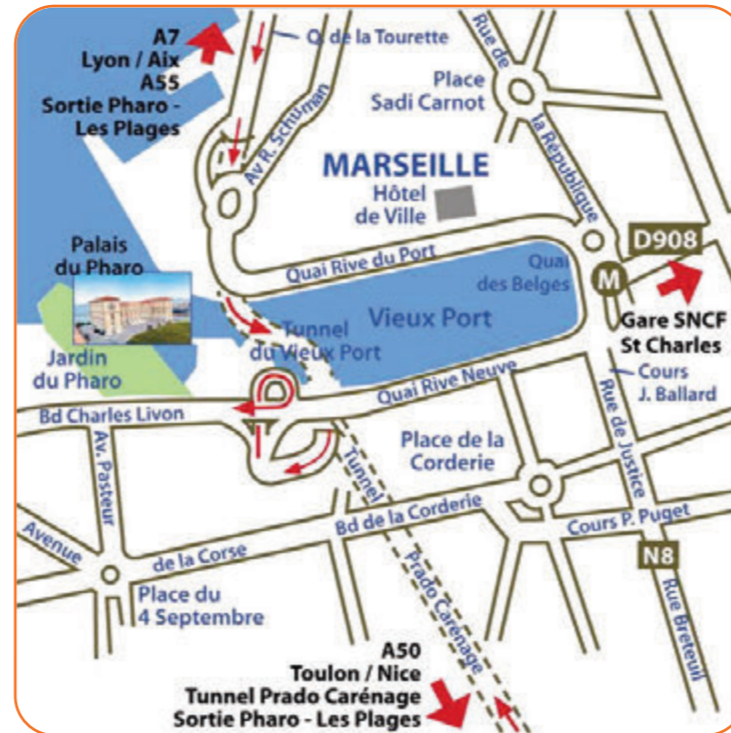 A7
Lyon / Aix
A55
Sortie Pharo -
Les Plages
Q. de la Tourette
Rue de
la République
Place
Sadi Carnot
Av R. Schuman
MARSEILLE
Hôtel
de Ville
D908
Palais
du Pharo
Quai Rive du Port
Quai
des Belges
M
Vieux Port
Tunnel
du Vieux Port
Gare SNCF
St Charles
Jardin
du Pharo
Cours
J. Ballard
Quai Rive Neuve
Bd Charles Livon
Rue de Justice
Place de la
Corderie
Av. Pasteur
Tunnel
Prado Carénage
Bd de la Corderie
Cours P. Puget
Avenue
de la Corse
N8
Place du
4 Septembre
Rue Breteuil
A50
Toulon / Nice
Tunnel Prado Carénage
Sortie Pharo - Les Plages